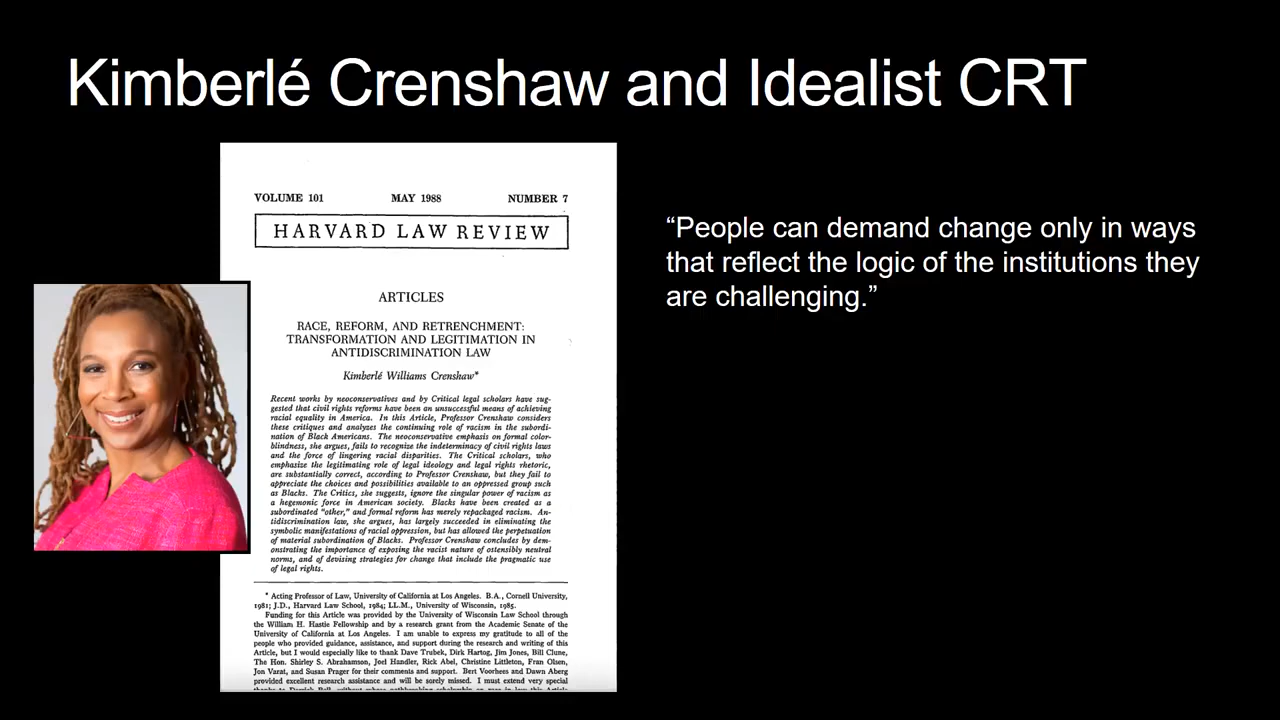 Kimberlé Crenshaw and Idealist CRT
VOLUME 101 MAY 1988 NUMBER 7
HARVARD LAW REVIEW
ARTICLES
RACE, REFORM, AND RETRENCHMENT:
TRANSFORMATION AND LEGITIMATION IN
ANTIDISCRIMINATION LAW
Kimberlé Williams Crenshaw*
Recent works by neoconservatives and by Critical legal scholars have sug-
gested that civil rights reforms have been an unsuccessful means of achieving
racial equality in America. In this Article, Professor Crenshaw considers
these critiques and analyzes the continuing role of racism in the subordi-
nation of Black Americans. The neoconservative emphasis on formal color-
blindness, she argues, fails to recognize the indeterminacy of civil rights laws
and the force of lingering racial disparities. The Critical scholars, who
emphasize the legitimating role of legal ideology and legal rights rhetoric,
are substantially correct, according to Professor Crenshaw, but they fail to
appreciate the choices and possibilities available to an oppressed group such
as Blacks. The Critics, she suggests, ignore the singular power of racism as
a hegemonic force in American society. Blacks have been created as a
subordinated "other," and formal reform has merely repackaged racism. An-
tidiscrimination law, she argues, has largely succeeded in eliminating the
symbolic manifestations of racial oppression, but has allowed the perpetuation
of material subordination of Blacks. Professor Crenshaw concludes by dem-
onstrating the importance of exposing the racist nature of ostensibly neutral
norms, and of devising strategies for change that include the pragmatic use
of legal rights.
* Acting Professor of Law, University of California at Los Angeles. B.A., Cornell University,
1981; J.D., Harvard Law School, 1984; LL.M., University of Wisconsin, 1985.
Funding for this Article was provided by the University of Wisconsin Law School through
the William H. Hastie Fellowship and by a research grant from the Academic Senate of the
University of California at Los Angeles. I am unable to express my gratitude to all of the
people who provided guidance, assistance, and support during the research and writing of this
Article, but I would especially like to thank Dave Trubek, Dirk Hartog, Jim Jones, Bill Clune,
The Hon. Shirley S. Abrahamson, Joel Handler, Rick Abel, Christine Littleton, Fran Olsen,
Jon Varat, and Susan Prager for their comments and support. Bert Voorhees and Dawn Aberg
provided excellent research assistance and will be sorely missed. I must extend very special
“People can demand change only in ways
that reflect the logic of the institutions they
are challenging.”